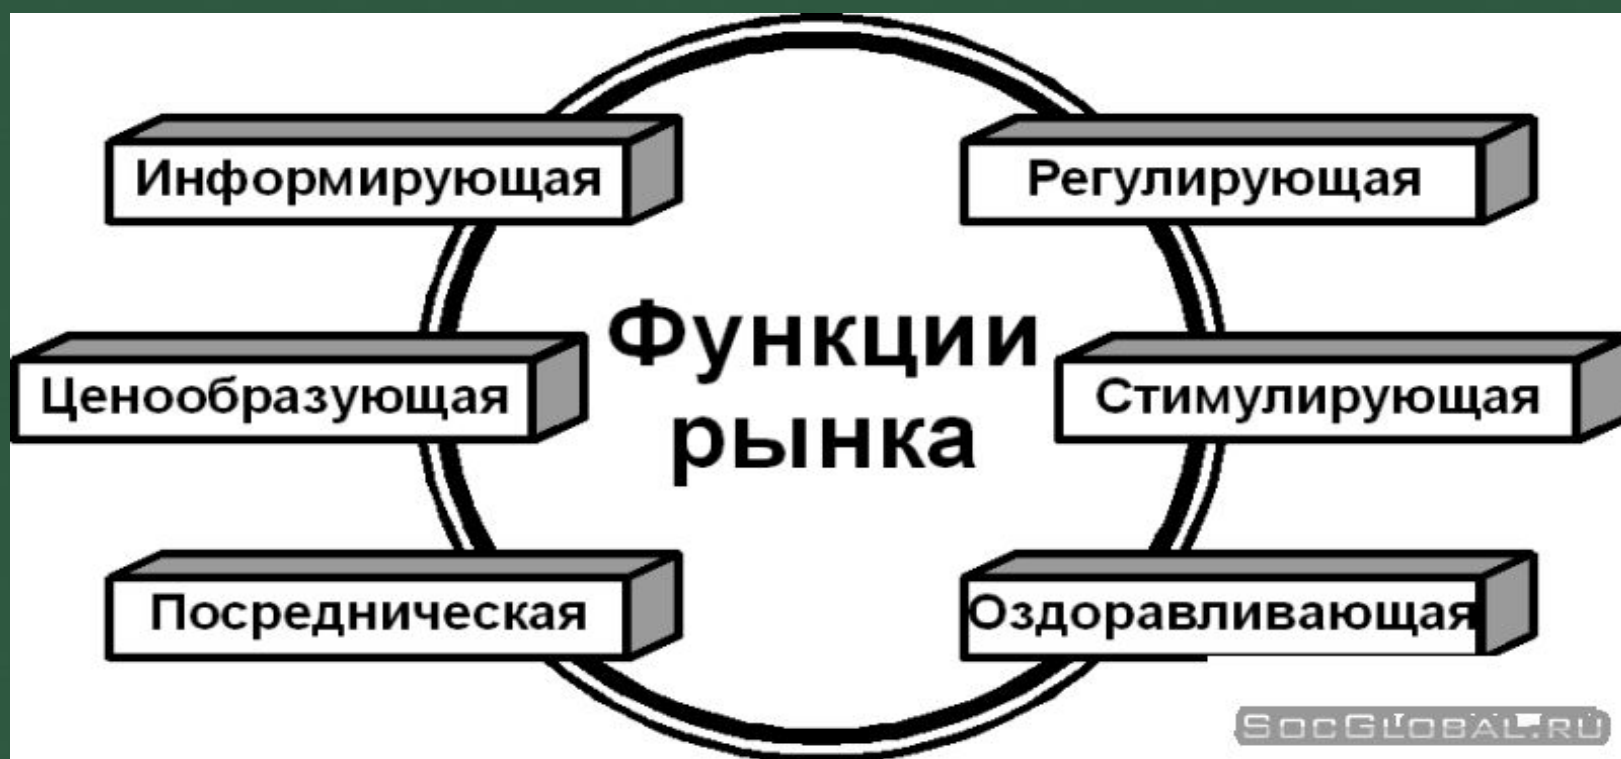 Информирующая
Регулирующая
Функции
рынка
Ценообразующая
Стимулирующая
Посредническая
Оздоравливающая
SOCGLOBAL.RU